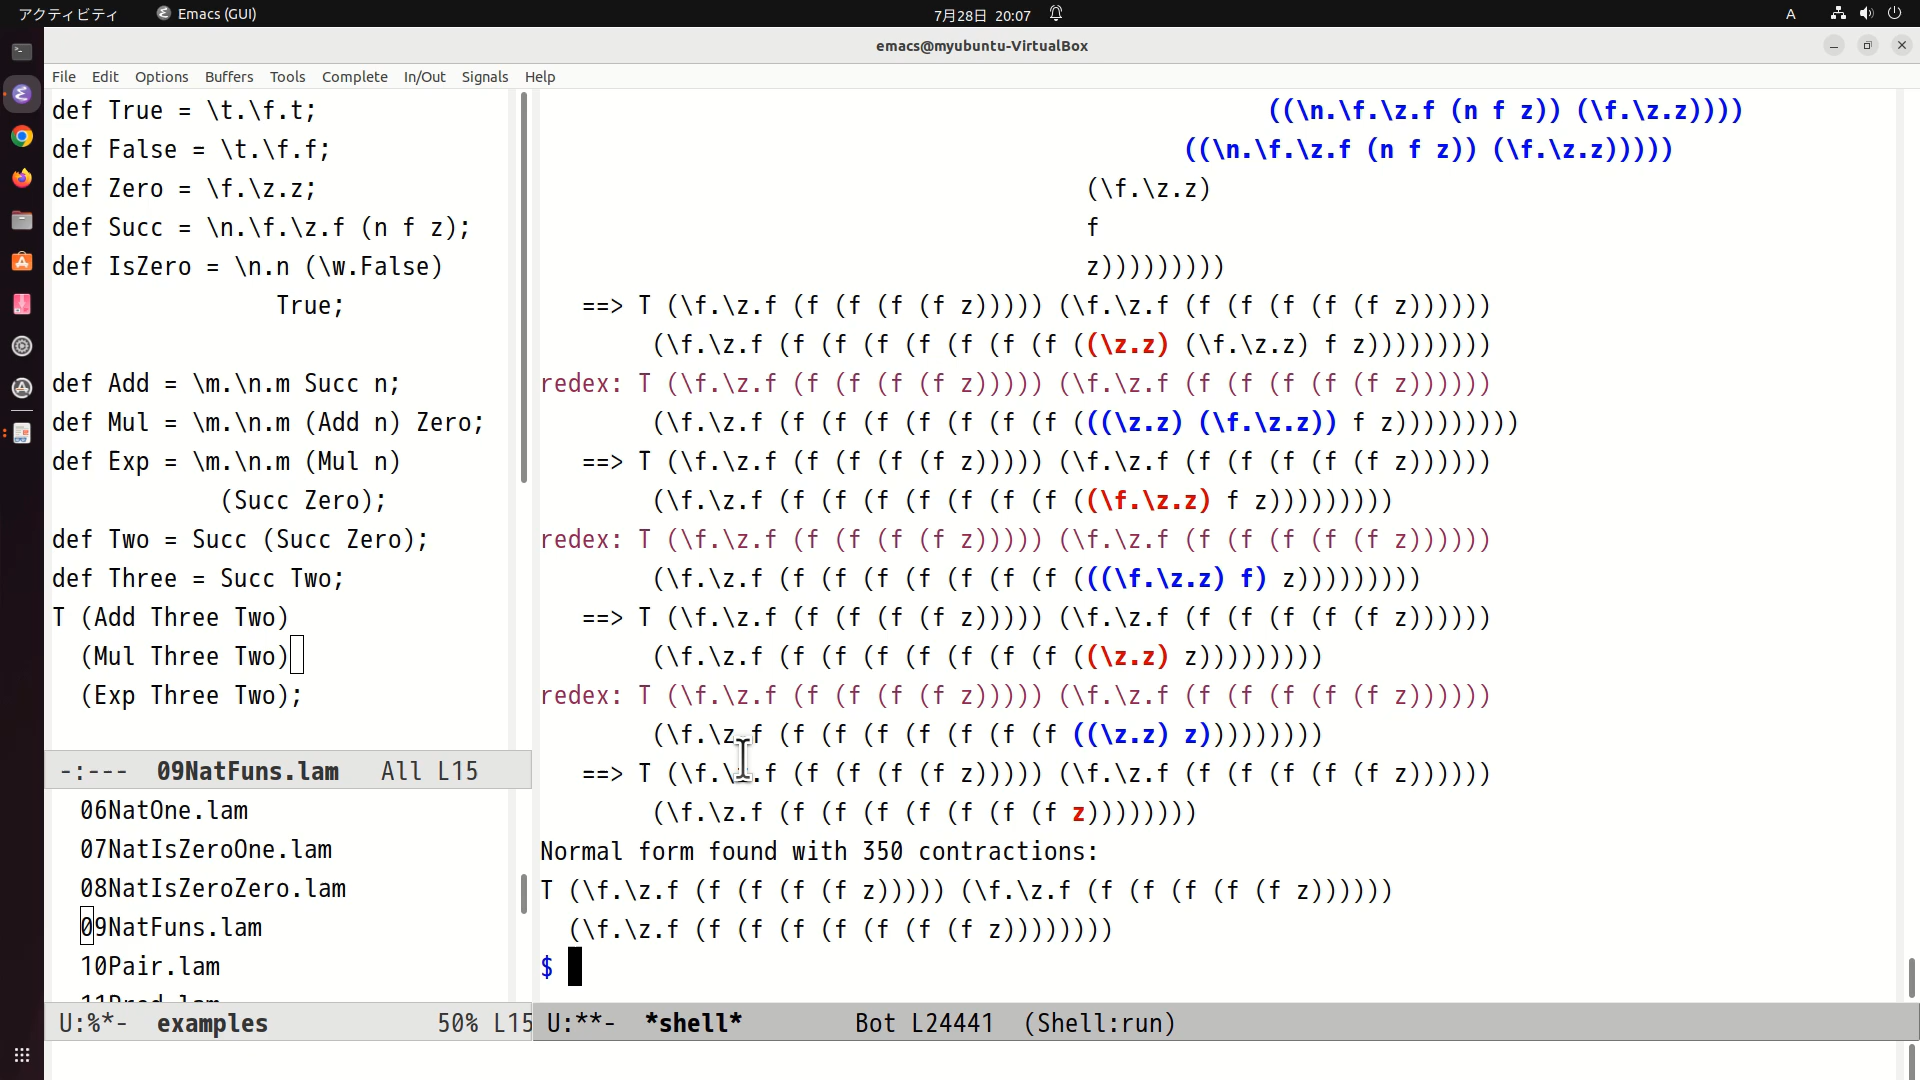 アクティビティ
Emacs (GUI)
7月28日 20:07
A
emacs@myubuntu-VirtualBox
File Edit Options Buffers Tools Complete In/Out Signals Help
def True = \t.\f.t;
def False = \t.\f.f;
def Zero = \f.\z.z;
def Succ = \n.\f.\z.f (n f z);
def IsZero = \n.n (\w.False)
True;
def Add = \m.\n.m Succ n;
def Mul = \m.\n.m (Add n) Zero;
def Exp = \m.\n.m (Mul n)
(Succ Zero);
def Two = Succ (Succ Zero);
def Three = Succ Two;
T (Add Three Two)
(Mul Three Two)
(Exp Three Two);
-:--- 09NatFuns.lam All L15
06NatOne.lam
07NatIsZeroOne.lam
08NatIsZeroZero.lam
09NatFuns.lam
10Pair.lam
11Pred.lam
U:%*- examples 50% L15
((\n.\f.\z.f (n f z)) (\f.\z.z))))
((\n.\f.\z.f (n f z)) (\f.\z.z)))))
(\f.\z.z)
f
z)))))))))
==> T (\f.\z.f (f (f (f (f z))))) (\f.\z.f (f (f (f (f (f z))))))
(\f.\z.f (f (f (f (f (f (f (f ((\z.z) (\f.\z.z) f z)))))))))
redex: T (\f.\z.f (f (f (f (f z))))) (\f.\z.f (f (f (f (f (f z))))))
(\f.\z.f (f (f (f (f (f (f (f (((\z.z) (\f.\z.z)) f z)))))))))
==> T (\f.\z.f (f (f (f (f z))))) (\f.\z.f (f (f (f (f (f z))))))
(\f.\z.f (f (f (f (f (f (f (f ((\f.\z.z) f z)))))))))
redex: T (\f.\z.f (f (f (f (f z))))) (\f.\z.f (f (f (f (f (f z))))))
(\f.\z.f (f (f (f (f (f (f (f (((\f.\z.z) f) z)))))))))
==> T (\f.\z.f (f (f (f (f z))))) (\f.\z.f (f (f (f (f (f z))))))
(\f.\z.f (f (f (f (f (f (f (f ((\z.z) z)))))))))
redex: T (\f.\z.f (f (f (f (f z))))) (\f.\z.f (f (f (f (f (f z))))))
(\f.\z.f (f (f (f (f (f (f (f ((\z.z) z)))))))))
==> T (\f.\z.f (f (f (f (f z))))) (\f.\z.f (f (f (f (f (f z))))))
(\f.\z.f (f (f (f (f (f (f (f z))))))))
Normal form found with 350 contractions:
T (\f.\z.f (f (f (f (f z))))) (\f.\z.f (f (f (f (f (f z))))))
(\f.\z.f (f (f (f (f (f (f (f z))))))))
$
U:**- *shell* Bot L24441 (Shell:run)